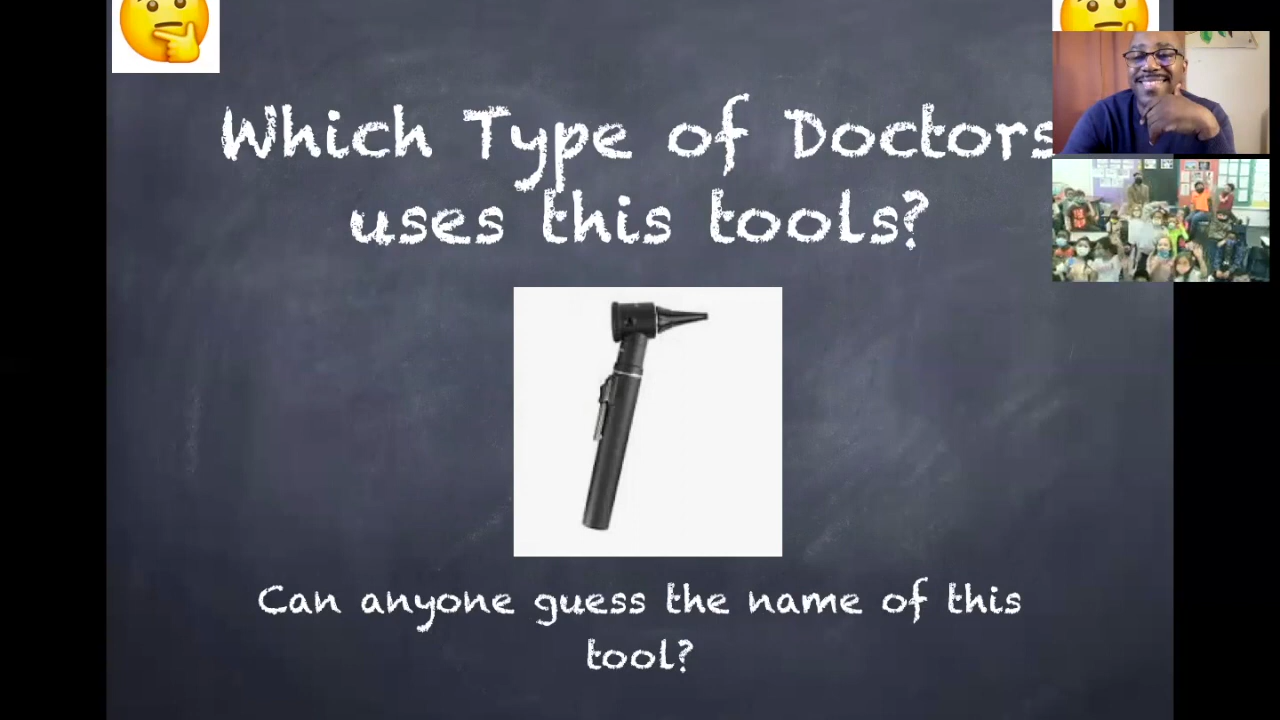 Which Type of Doctors
uses this tools?
Can anyone guess the name of this
tool?